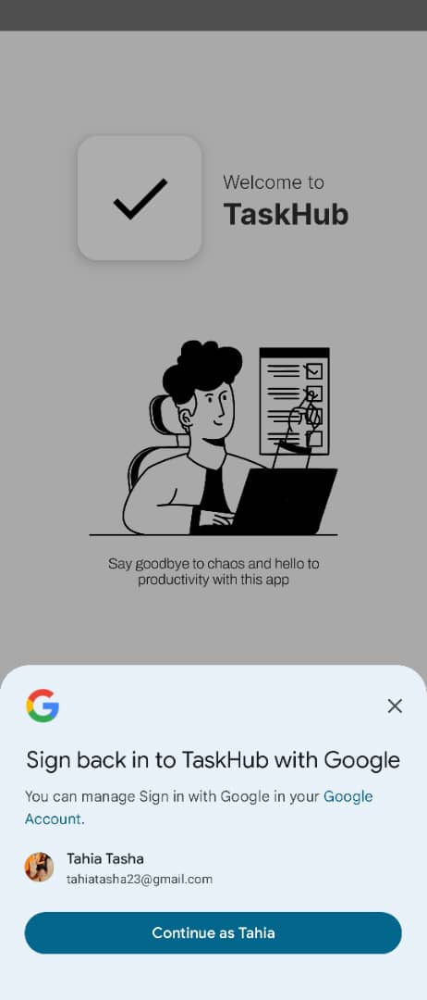 Welcome to
TaskHub
Say goodbye to chaos and hello to
productivity with this app
Sign back in to TaskHub with Google
You can manage Sign in with Google in your Google
Account.
Tahia Tasha
tahiatasha23@gmail.com
Continue as Tahia